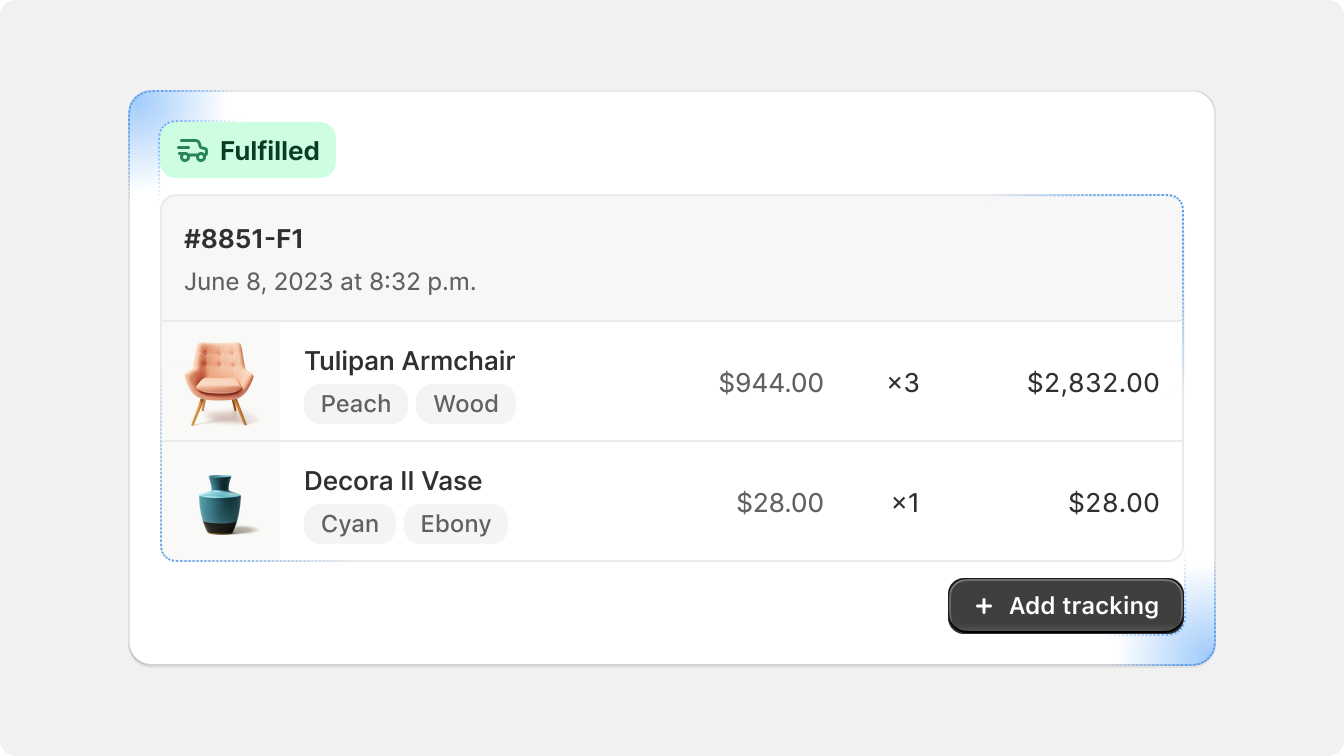 Fulfilled
#8851-F1
June 8, 2023 at 8:32 p.m.
Tulipan Armchair
Peach Wood
$944.00 ×3 $2,832.00
Decora II Vase
Cyan Ebony
$28.00 ×1 $28.00
+ Add tracking